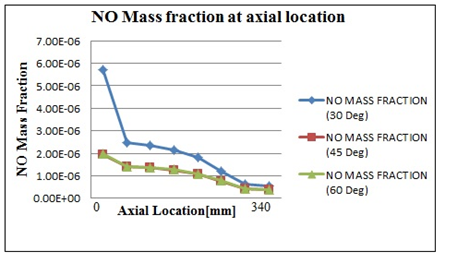 NO Mass fraction at axial location
NO Mass Fraction
7.00E-06
6.00E-06
5.00E-06
4.00E-06
3.00E-06
2.00E-06
1.00E-06
0.00E+00
0
340
Axial Location[mm]
NO MASS FRACTION
(30 Deg)
NO MASS FRACTION
(45 Deg)
NO MASS FRACTION
(60 Deg)